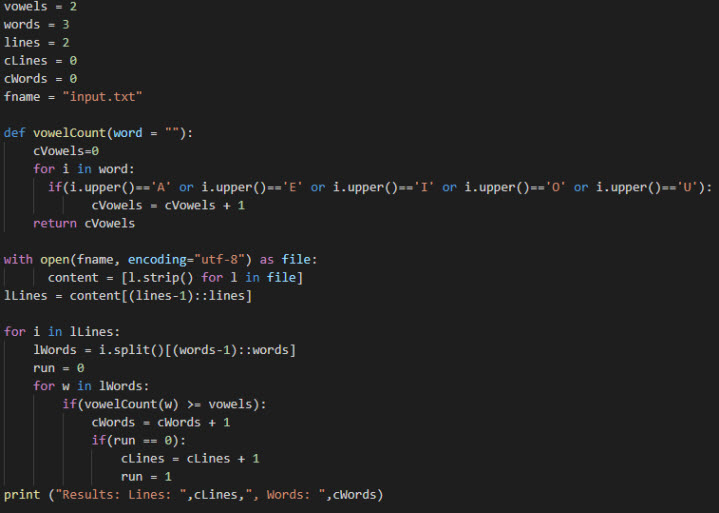 vowels = 2
words = 3
lines = 2
cLines = 0
cWords = 0
fname = "input.txt"

def vowelCount(word = ""):
    cVowels=0
    for i in word:
      if(i.upper()=='A' or i.upper()=='E' or i.upper()=='I' or i.upper()=='O' or i.upper()=='U'):
            cVowels = cVowels + 1
    return cVowels

with open(fname, encoding="utf-8") as file:
      content = [l.strip() for l in file]
lLines = content[(lines-1)::lines]

for i in lLines:
    lWords = i.split()[(words-1)::words]
    run = 0
    for w in lWords:
        if(vowelCount(w) >= vowels):
            cWords = cWords + 1
            if(run == 0):
                cLines = cLines + 1
                run = 1
print ("Results: Lines: ",cLines,", Words: ",cWords)